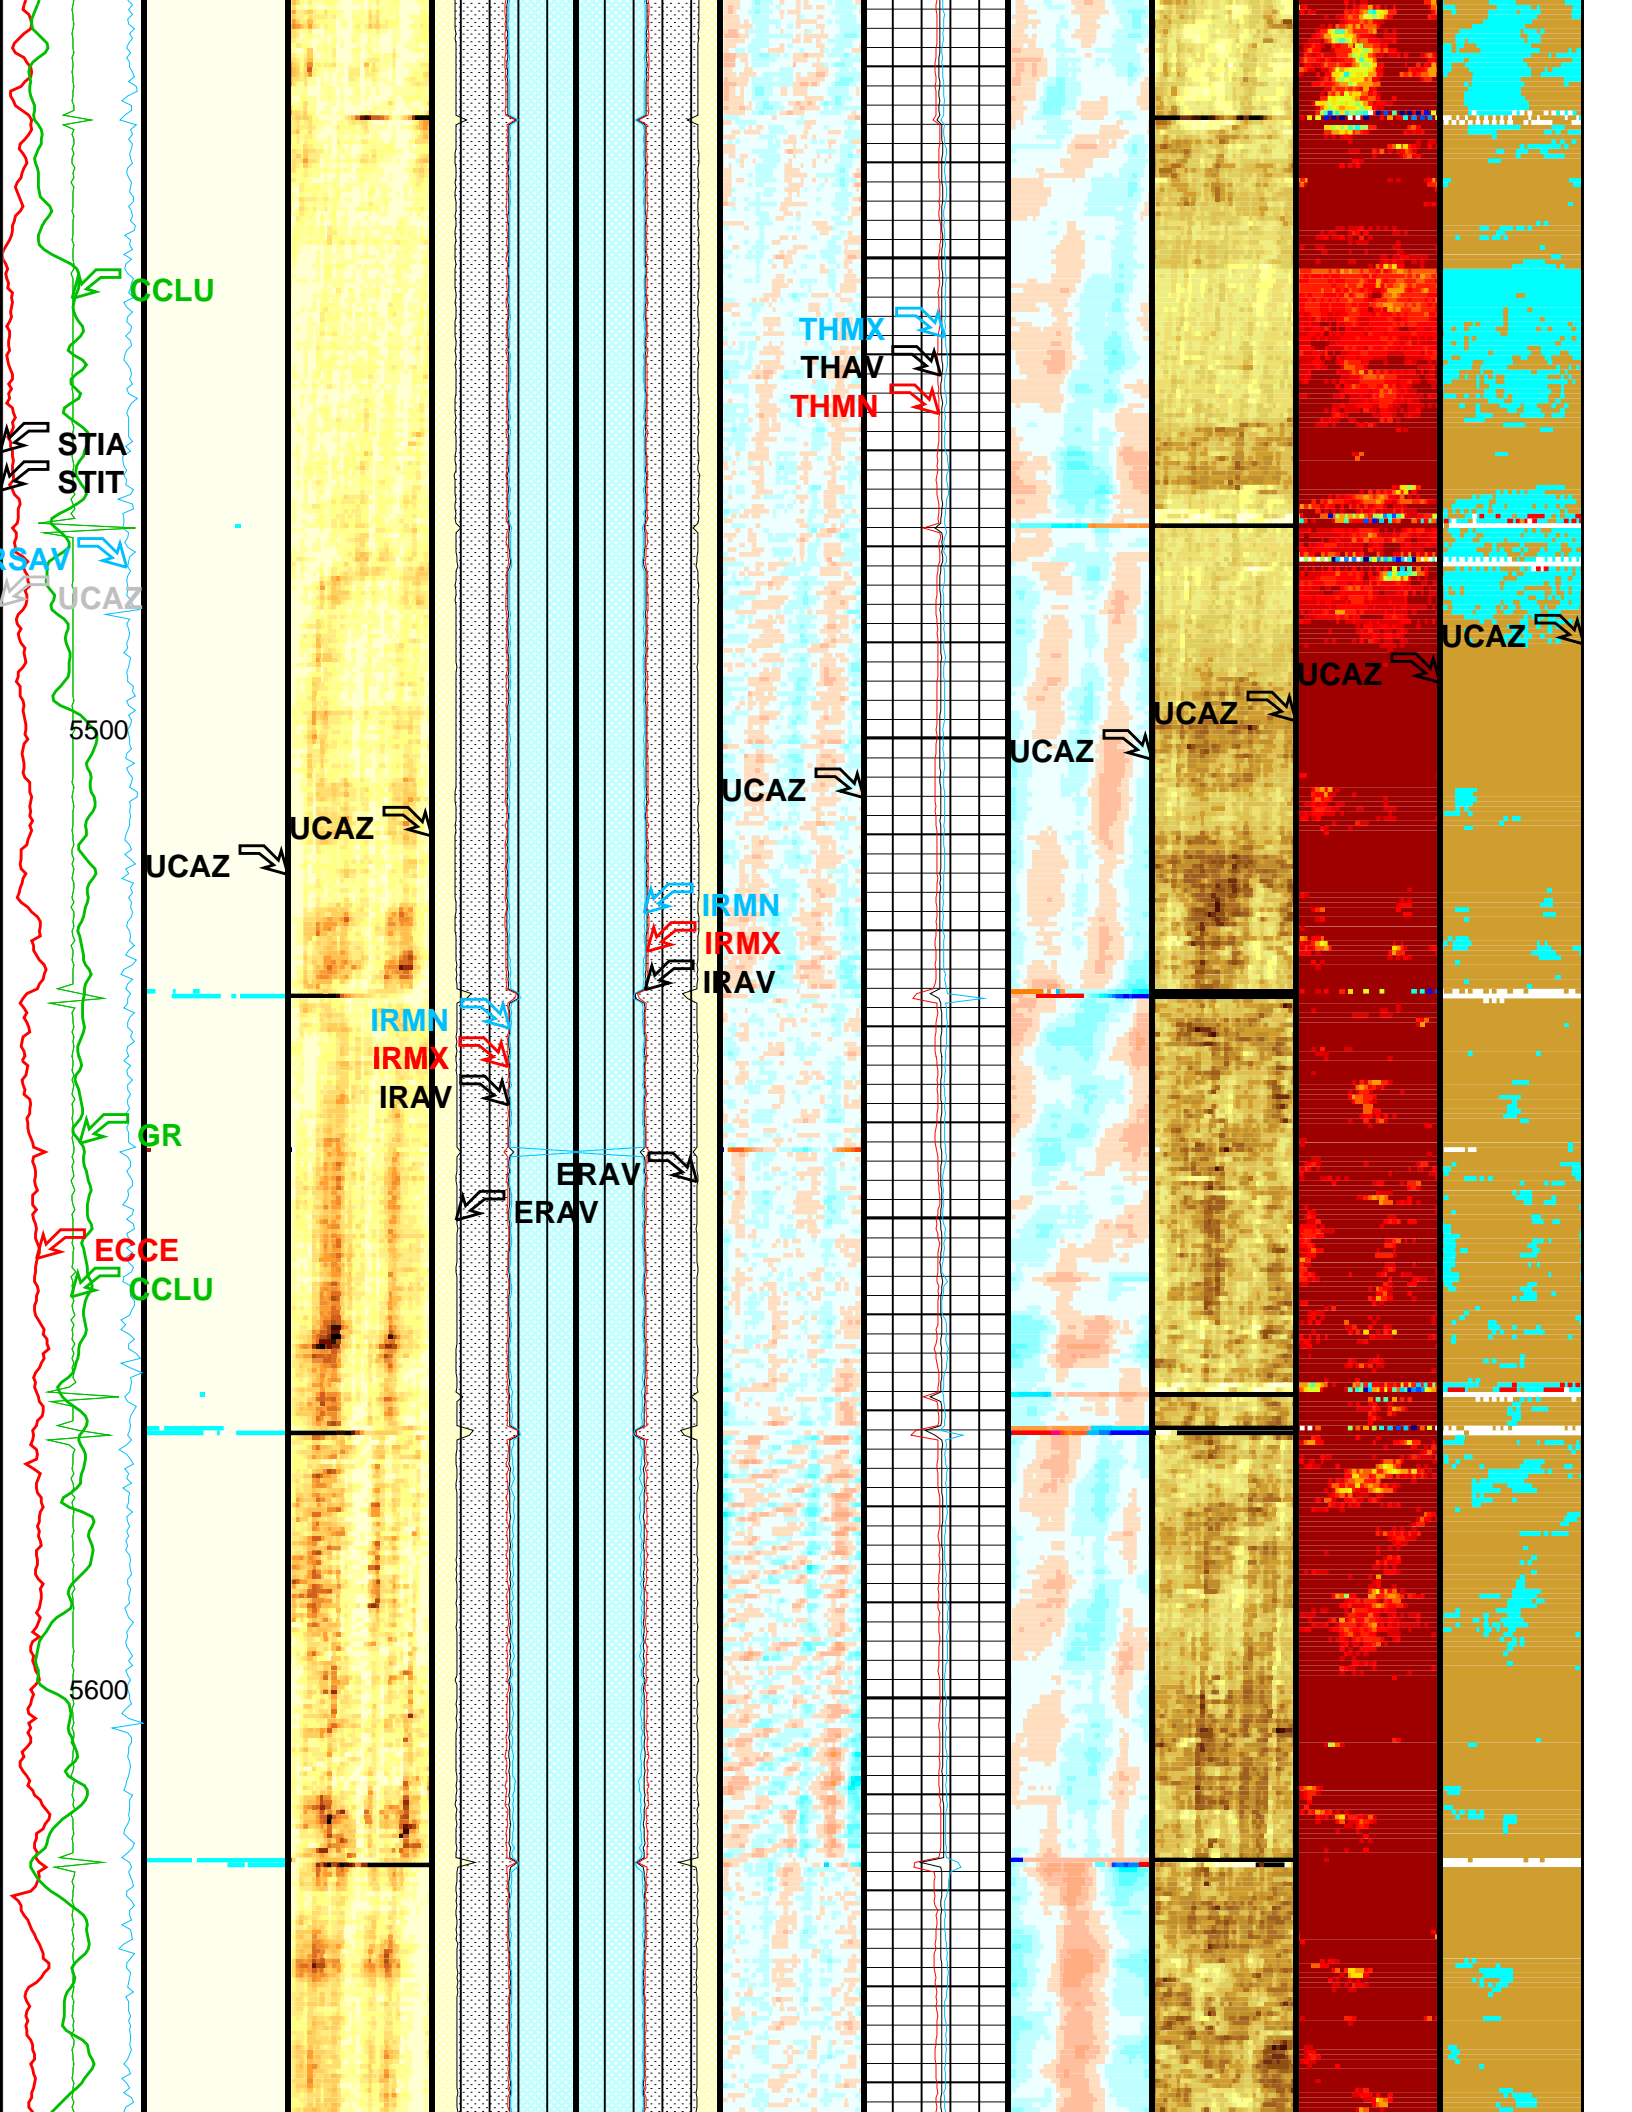 CCLU
THMX
THAV
THMN
STIA
STIT
RSAV
UCAZ
UCAZ
UCAZ
UCAZ
5500
UCAZ
UCAZ
UCAZ
UCAZ
IRMN
IRMX
IRAV
IRMN
IRMX
IRAV
GR
ERAV
ERAV
ECCE
CCLU
5600